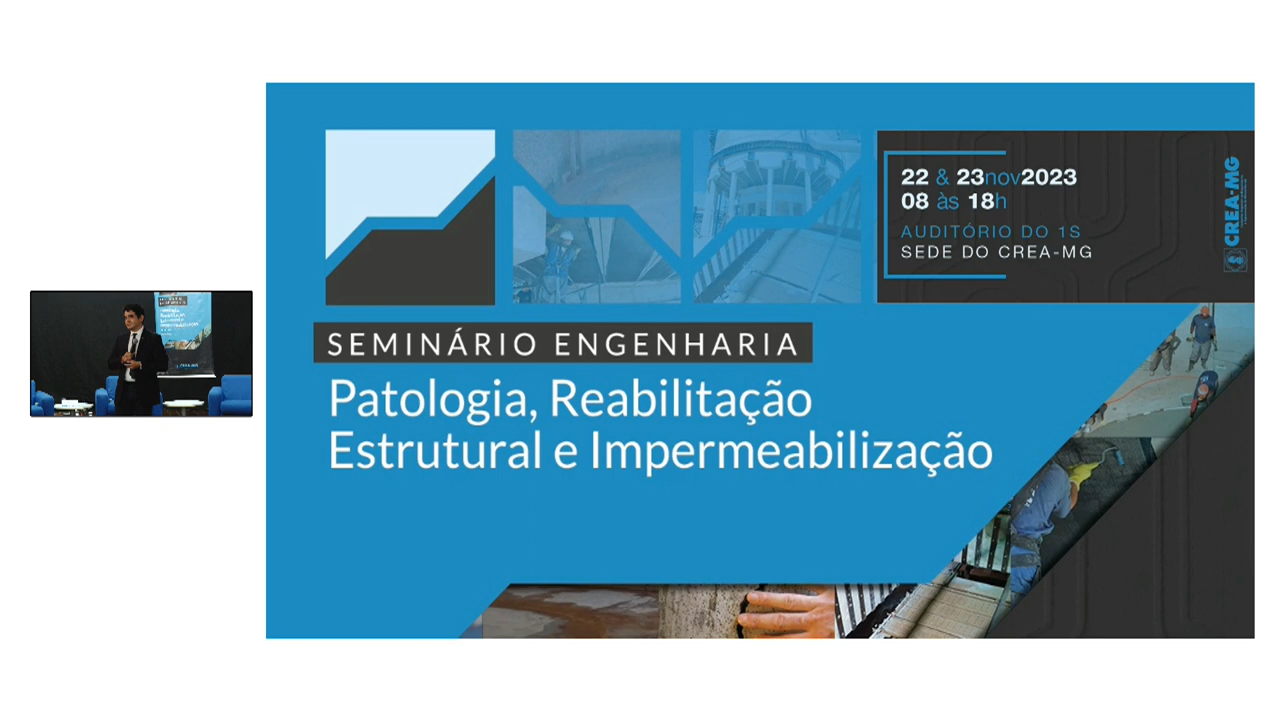 22 & 23nov2023
08 às 18h
AUDITÓRIO DO 1S
SEDE DO CREA-MG
CREA-MG
SEMINÁRIO ENGENHARIA
Patologia, Reabilitação
Estrutural e Impermeabilização